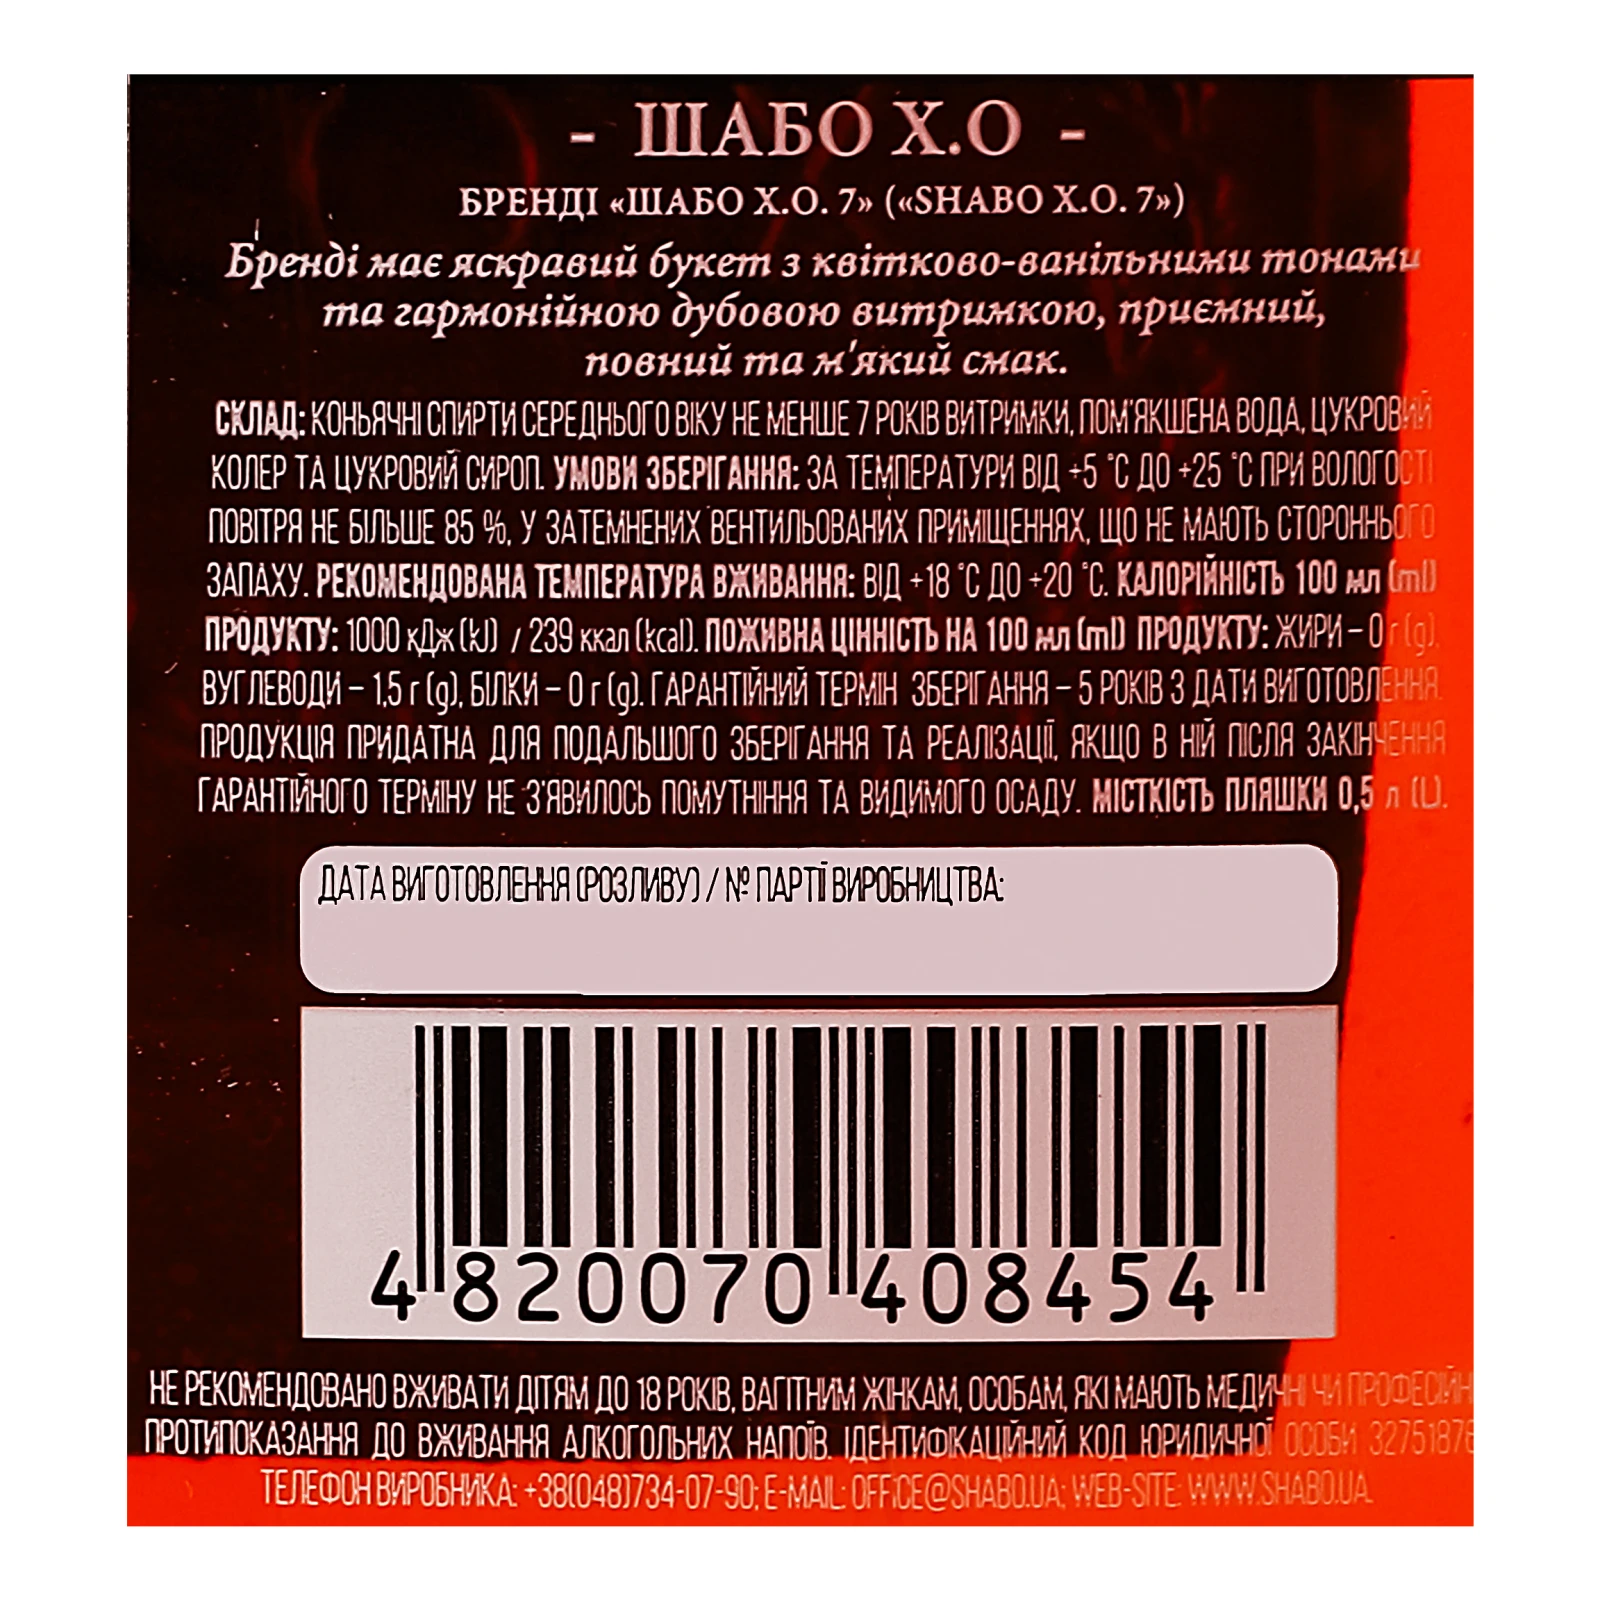 - ШАБО Х.О -
БРЕНДІ «ШАБО Х.О. 7» («SHABO X.O. 7»)
Бренді має яскравий букет з квітково-ванільними тонами
та гармонійною дубовою витримкою, приємний,
повний та м'який смак.
СКЛАД: КОНЬЯЧНІ СПИРТИ СЕРЕДНЬОГО ВІКУ НЕ МЕНШЕ 7 РОКІВ ВИТРИМКИ, ПОМ'ЯКШЕНА ВОДА, ЦУКРОВИЙ
КОЛЕР ТА ЦУКРОВИЙ СИРОП. УМОВИ ЗБЕРІГАННЯ: ЗА ТЕМПЕРАТУРИ ВІД +5 °С ДО +25 °С ПРИ ВОЛОГОСТІ
ПОВІТРЯ НЕ БІЛЬШЕ 85 %, У ЗАТЕМНЕНИХ ВЕНТИЛЬОВАНИХ ПРИМІЩЕННЯХ, ЩО НЕ МАЮТЬ СТОРОННЬОГО
ЗАПАХУ. РЕКОМЕНДОВАНА ТЕМПЕРАТУРА ВЖИВАННЯ: ВІД +18 °С ДО +20 °С. КАЛОРІЙНІСТЬ 100 мл (ml)
ПРОДУКТУ: 1000 кДж (kJ) / 239 ккал (kcal). ПОЖИВНА ЦІННІСТЬ НА 100 мл (ml) ПРОДУКТУ: ЖИРИ – 0 г (g),
ВУГЛЕВОДИ – 1,5 г (g), БІЛКИ – 0 г (g). ГАРАНТІЙНИЙ ТЕРМІН ЗБЕРІГАННЯ – 5 РОКІВ З ДАТИ ВИГОТОВЛЕННЯ.
ПРОДУКЦІЯ ПРИДАТНА ДЛЯ ПОДАЛЬШОГО ЗБЕРІГАННЯ ТА РЕАЛІЗАЦІЇ, ЯКЩО В НІЙ ПІСЛЯ ЗАКІНЧЕННЯ
ГАРАНТІЙНОГО ТЕРМІНУ НЕ З'ЯВИЛОСЬ ПОМУТНІННЯ ТА ВИДИМОГО ОСАДУ. МІСТКІСТЬ ПЛЯШКИ 0,5 л (L).
ДАТА ВИГОТОВЛЕННЯ (РОЗЛИВУ) / № ПАРТІЇ ВИРОБНИЦТВА:
4 820070 408454
НЕ РЕКОМЕНДОВАНО ВЖИВАТИ ДІТЯМ ДО 18 РОКІВ, ВАГІТНИМ ЖІНКАМ, ОСОБАМ, ЯКІ МАЮТЬ МЕДИЧНІ ЧИ ПРОФЕСІЙН
ПРОТИПОКАЗАННЯ ДО ВЖИВАННЯ АЛКОГОЛЬНИХ НАПОЇВ. ІДЕНТИФІКАЦІЙНИЙ КОД ЮРИДИЧНОЇ ОСОБИ 32751876
ТЕЛЕФОН ВИРОБНИКА: +38(048)734-07-90; E-MAIL: OFFICE@SHABO.UA; WEB-SITE: WWW.SHABO.UA